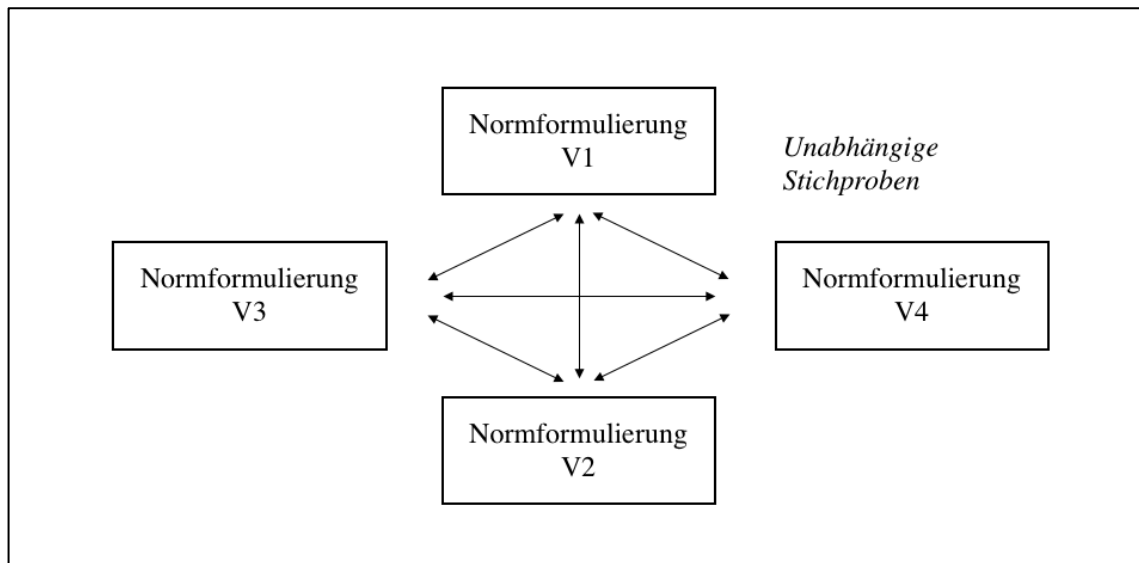 Normformulierung
V1
Unabhängige
Stichproben
Normformulierung
V3
Normformulierung
V4
Normformulierung
V2